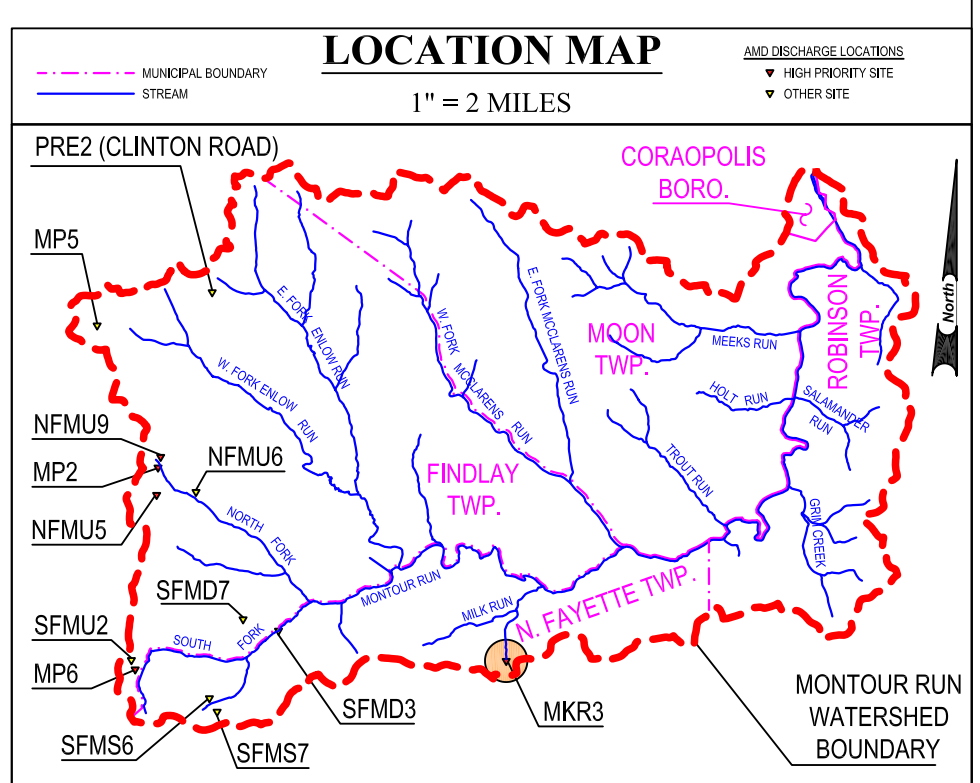 LOCATION MAP
1" = 2 MILES
MUNICIPAL BOUNDARY
STREAM
AMD DISCHARGE LOCATIONS
HIGH PRIORITY SITE
OTHER SITE
PRE2 (CLINTON ROAD)
CORAOPOLIS
BORO.
MP5
North
E. FORK ENLOW RUN
W. FORK ENLOW RUN
W. FORK MCCLARENS RUN
E. FORK MCCLARENS RUN
MOON
TWP.
MEEKS RUN
ROBINSON
TWP.
HOLT RUN
SALAMANDER
RUN
NFMU9
MP2
NFMU6
NFMU5
NORTH
FORK
FINDLAY
TWP.
TROUT RUN
GRIM CREEK
MONTOUR RUN
MILK RUN
N. FAYETTE TWP.
SFMD7
SFMU2
MP6
SOUTH
FORK
SFMD3
MKR3
SFMS6
SFMS7
MONTOUR RUN
WATERSHED
BOUNDARY